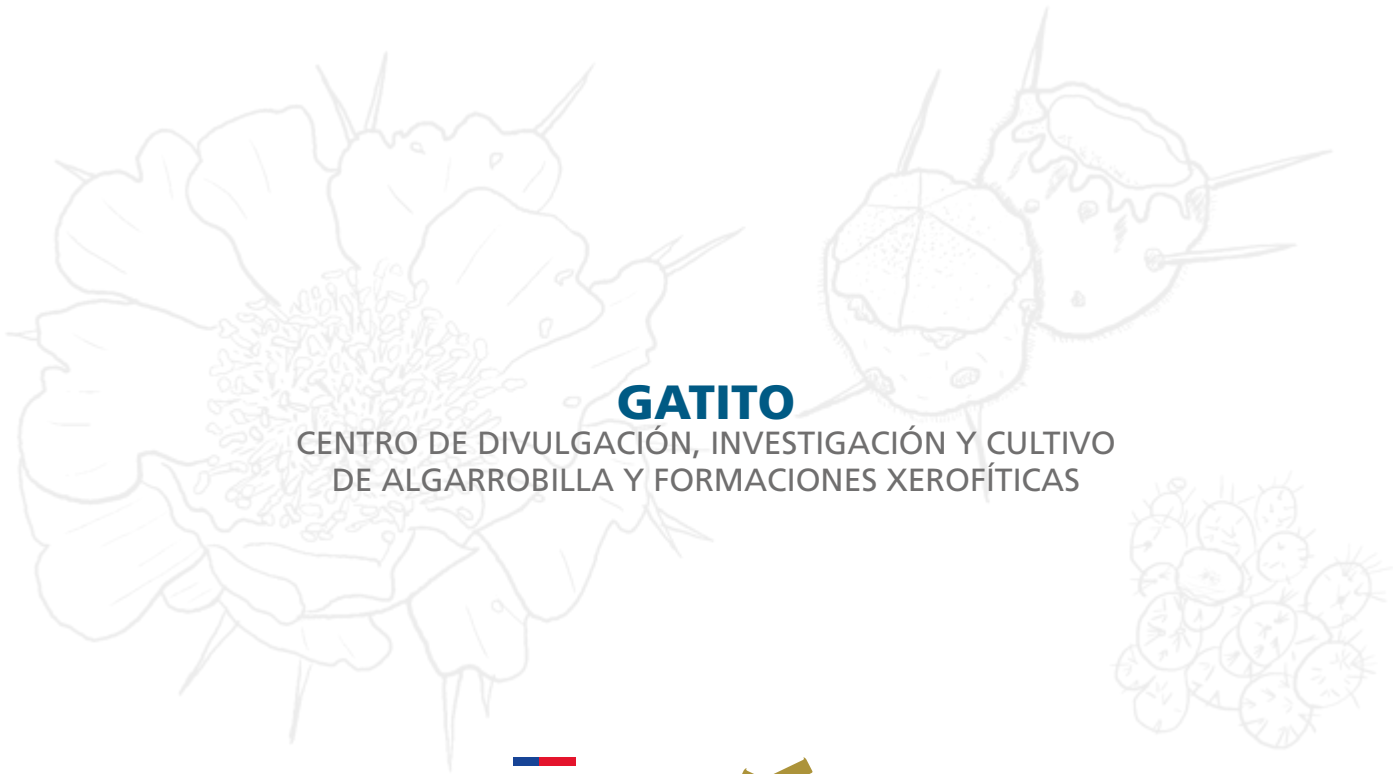 GATITO
CENTRO DE DIVULGACIÓN, INVESTIGACIÓN Y CULTIVO
DE ALGARROBILLA Y FORMACIONES XEROFÍTICAS